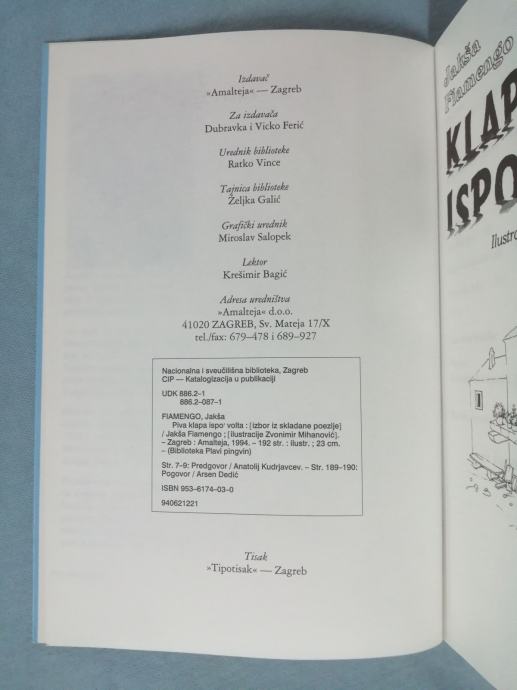 Izdavač
»Amalteja« — Zagreb
Za izdavača
Dubravka i Vicko Ferić
Urednik biblioteke
Ratko Vince
Tajnica biblioteke
Željka Galić
Grafički urednik
Miroslav Salopek
Lektor
Krešimir Bagić
Adresa uredništva
»Amalteja« d.o.o.
41020 ZAGREB, Sv. Mateja 17/X
tel./fax: 679–478 i 689–927
Nacionalna i sveučilišna biblioteka, Zagreb
CIP — Katalogizacija u publikaciji
UDK 886.2–1
886.2–087–1
FIAMENGO, Jakša
Piva klapa ispo' volta : [izbor iz skladane poezije]
/ Jakša Fiamengo ; [ilustracije Zvonimir Mihanović].
– Zagreb : Amalteja, 1994. – 192 str. : ilustr. ; 23 cm.
– (Biblioteka Plavi pingvin)
Str. 7–9: Predgovor / Anatolij Kudrjavcev. – Str. 189–190:
Pogovor / Arsen Dedić
ISBN 953–6174–03–0
940621221
Tisak
»Tipotisak« — Zagreb
Jakša
Fiamengo
KLAP
ISPO
Ilustro